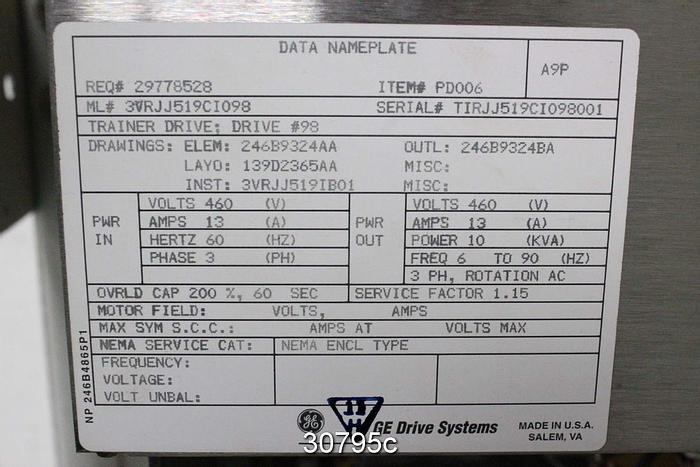 DATA NAMEPLATE
A9P
REQ# 29778528 ITEM# PD006
ML# 3VRJJ519CI098 SERIAL# TIRJJ519CI098001
TRAINER DRIVE; DRIVE #98
DRAWINGS: ELEM: 246B9324AA OUTL: 246B9324BA
LAYO: 139D2365AA MISC:
INST: 3VRJJ519IB01 MISC:
PWR IN
VOLTS 460 (V)
AMPS 13 (A)
HERTZ 60 (HZ)
PHASE 3 (PH)
PWR OUT
VOLTS 460 (V)
AMPS 13 (A)
POWER 10 (KVA)
FREQ 6 TO 90 (HZ)
3 PH, ROTATION AC
OVRLD CAP 200 %, 60 SEC SERVICE FACTOR 1.15
MOTOR FIELD: VOLTS, AMPS
MAX SYM S.C.C.: AMPS AT VOLTS MAX
NEMA SERVICE CAT: NEMA ENCL TYPE
FREQUENCY:
VOLTAGE:
VOLT UNBAL:
NP 246B4865P1
GE Drive Systems
MADE IN U.S.A.
SALEM, VA
30795c